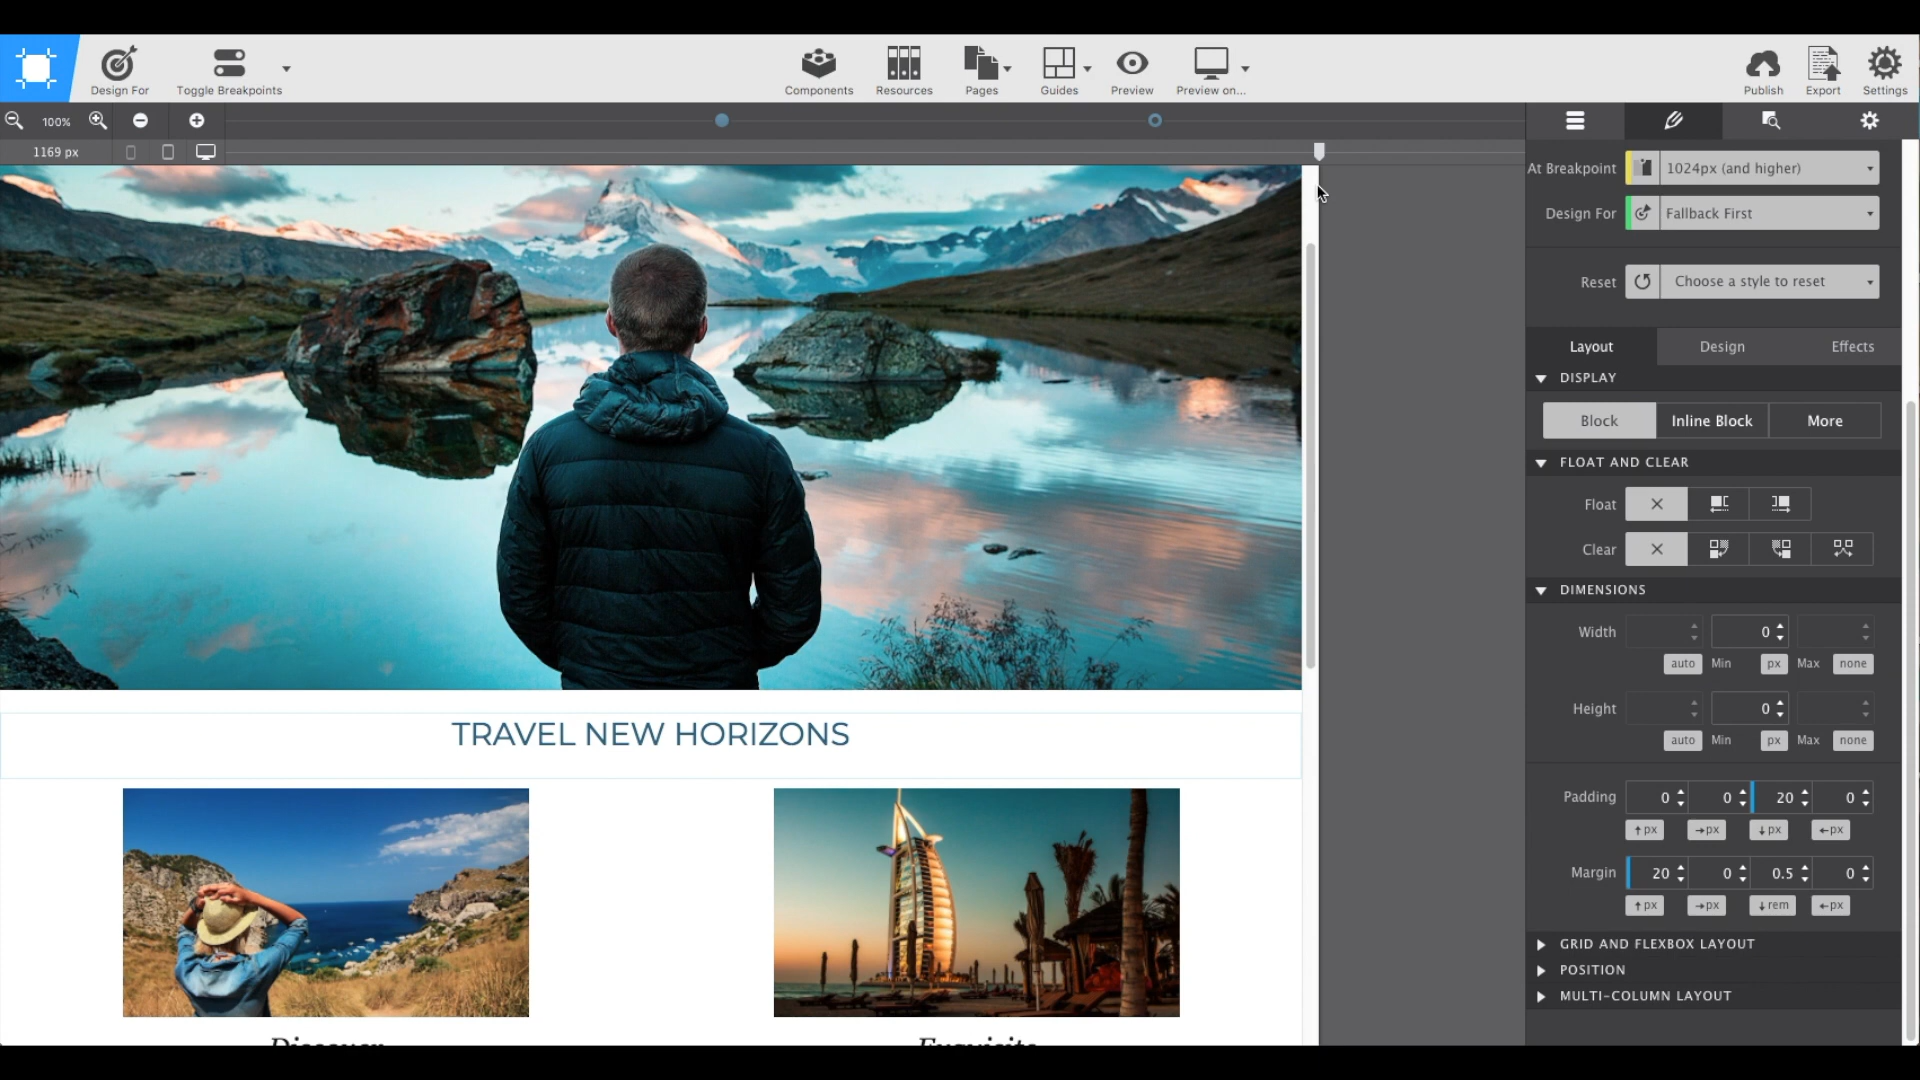 Design For
Toggle Breakpoints
Components
Resources
Pages
Guides
Preview
Preview on...
Publish
Export
Settings
100%
1169 px
At Breakpoint
1024px (and higher)
Design For
Fallback First
Reset
Choose a style to reset
Layout
Design
Effects
DISPLAY
Block
Inline Block
More
FLOAT AND CLEAR
Float
Clear
DIMENSIONS
Width
0
auto
Min
px
Max
none
Height
0
auto
Min
px
Max
none
Padding
0
0
20
0
px
px
px
px
Margin
20
0
0.5
0
px
px
rem
px
GRID AND FLEXBOX LAYOUT
POSITION
MULTI-COLUMN LAYOUT
TRAVEL NEW HORIZONS
Discover
Exquisite